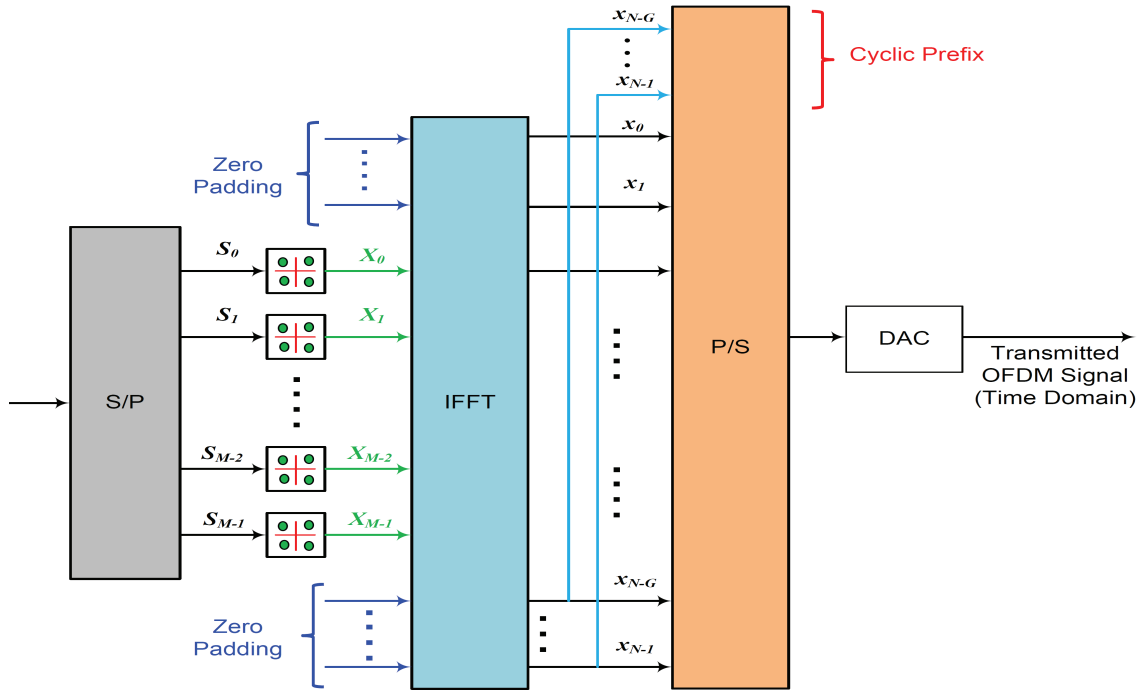 x_{N-G}
x_{N-1}
Cyclic Prefix
x_0
x_1
Zero
Padding
S/P
S_0
X_0
S_1
X_1
S_{M-2}
X_{M-2}
S_{M-1}
X_{M-1}
Zero
Padding
IFFT
x_{N-G}
x_{N-1}
P/S
DAC
Transmitted
OFDM Signal
(Time Domain)